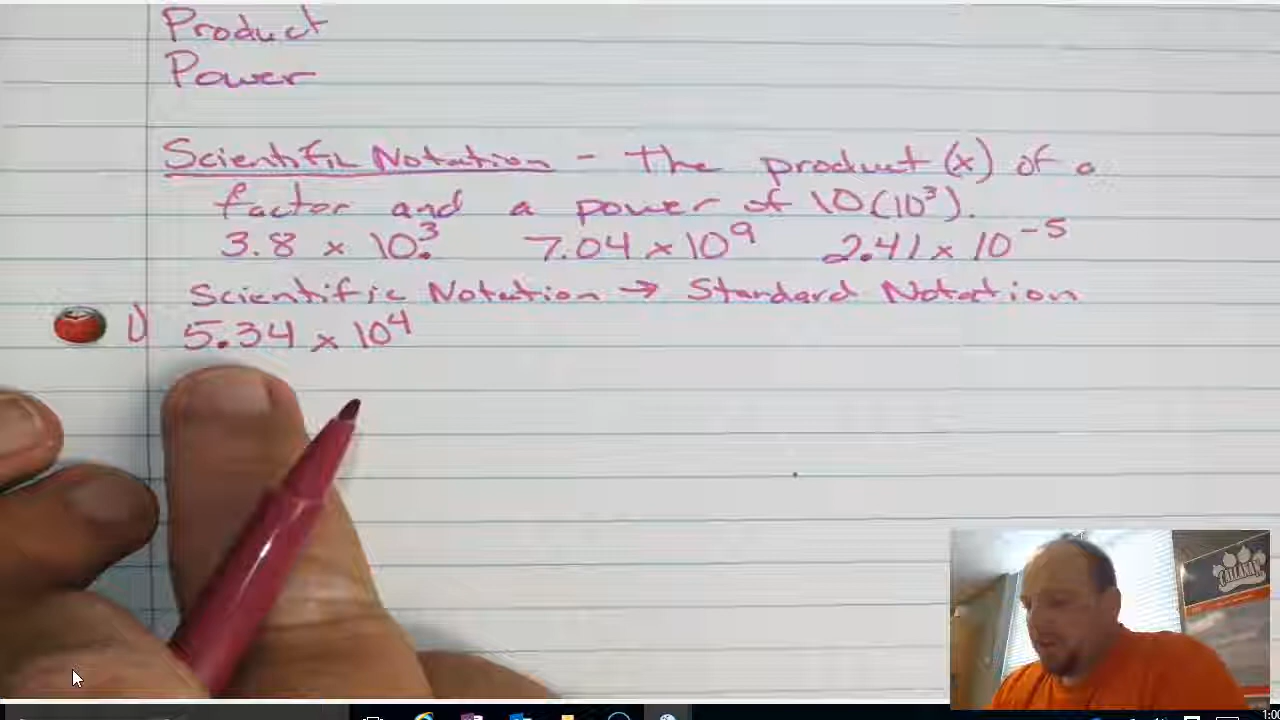 Product
Power
Scientific Notation - The product (x) of a
factor and a power of 10 (10³).
3.8 x 10³ 7.04 x 10⁹ 2.41 x 10⁻⁵
Scientific Notation → Standard Notation
1) 5.34 x 10⁴
CALLANAN